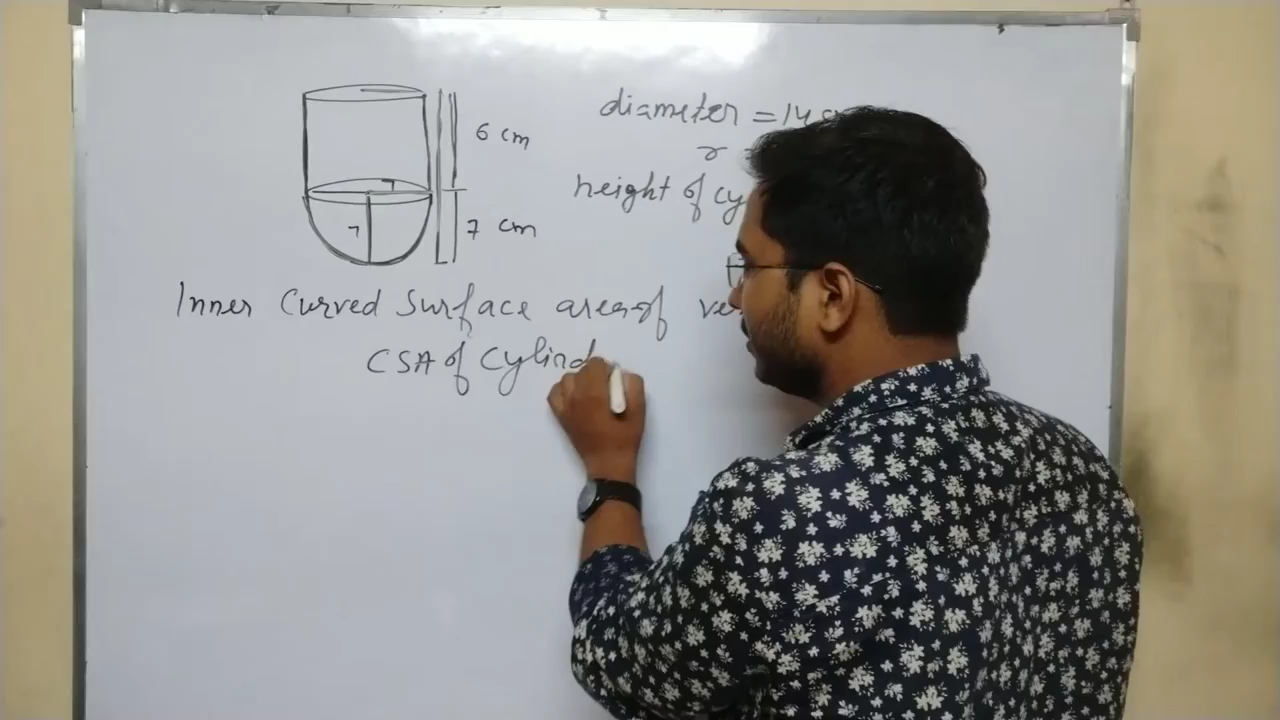 6 cm
7
7
7 cm
diameter = 14
r
height of cy
Inner Curved Surface area of ve
CSA of Cylind